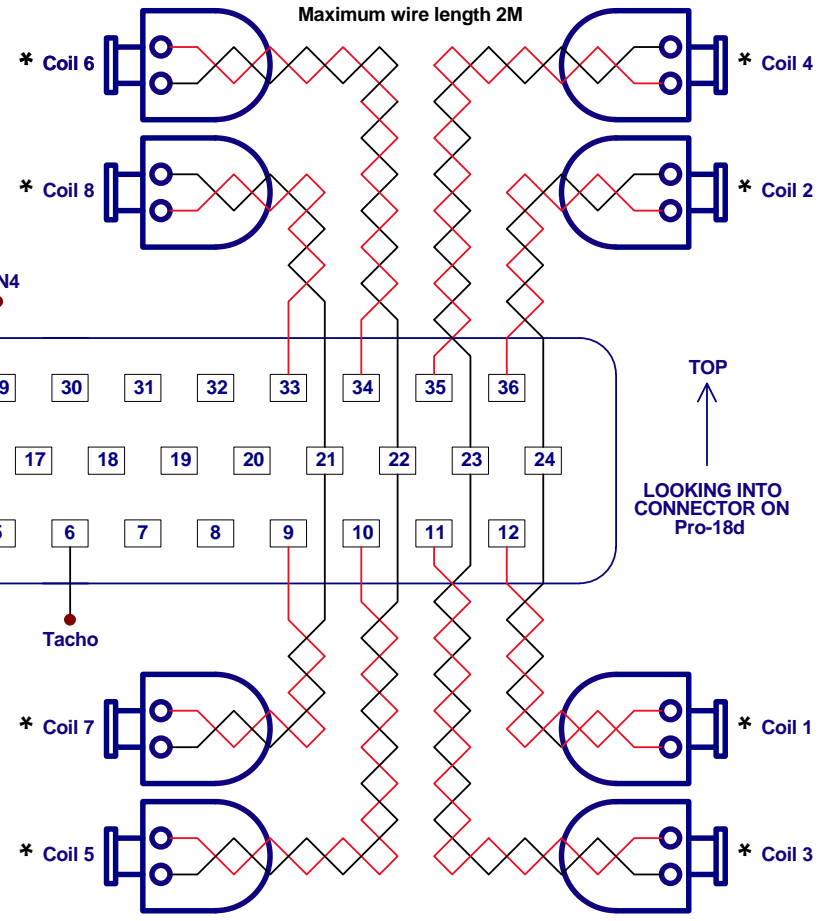 Maximum wire length 2M
* Coil 6
* Coil 4
* Coil 8
* Coil 2
N4
TOP
9 30 31 32 33 34 35 36
17 18 19 20 21 22 23 24
LOOKING INTO
CONNECTOR ON
Pro-18d
6 7 8 9 10 11 12
Tacho
* Coil 7
* Coil 1
* Coil 5
* Coil 3